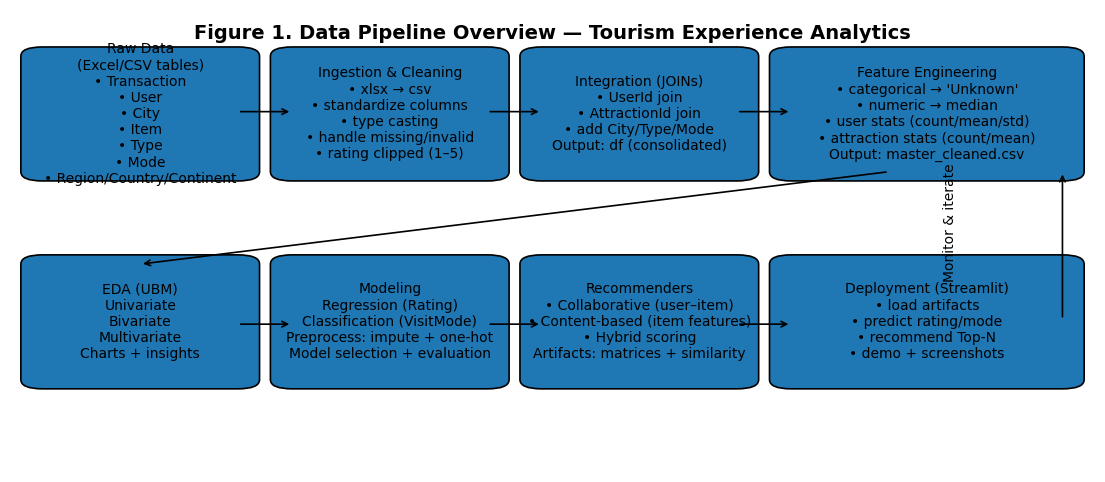 Figure 1. Data Pipeline Overview — Tourism Experience Analytics
Raw Data
(Excel/CSV tables)
• Transaction
• User
• City
• Item
• Type
• Mode
• Region/Country/Continent
Ingestion & Cleaning
• xlsx → csv
• standardize columns
• type casting
• handle missing/invalid
• rating clipped (1–5)
Integration (JOINs)
• UserId join
• AttractionId join
• add City/Type/Mode
Output: df (consolidated)
Feature Engineering
• categorical → 'Unknown'
• numeric → median
• user stats (count/mean/std)
• attraction stats (count/mean)
Output: master_cleaned.csv
Monitor & iterate
EDA (UBM)
Univariate
Bivariate
Multivariate
Charts + insights
Modeling
Regression (Rating)
Classification (VisitMode)
Preprocess: impute + one-hot
Model selection + evaluation
Recommenders
• Collaborative (user–item)
• Content-based (item features)
• Hybrid scoring
Artifacts: matrices + similarity
Deployment (Streamlit)
• load artifacts
• predict rating/mode
• recommend Top-N
• demo + screenshots